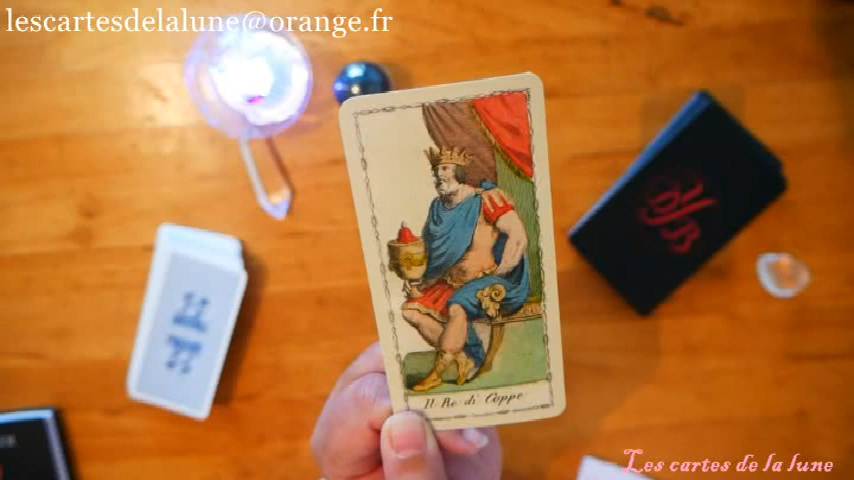 lescartesdelalune@orange.fr
Il Re di Coppe
Les cartes de la lune